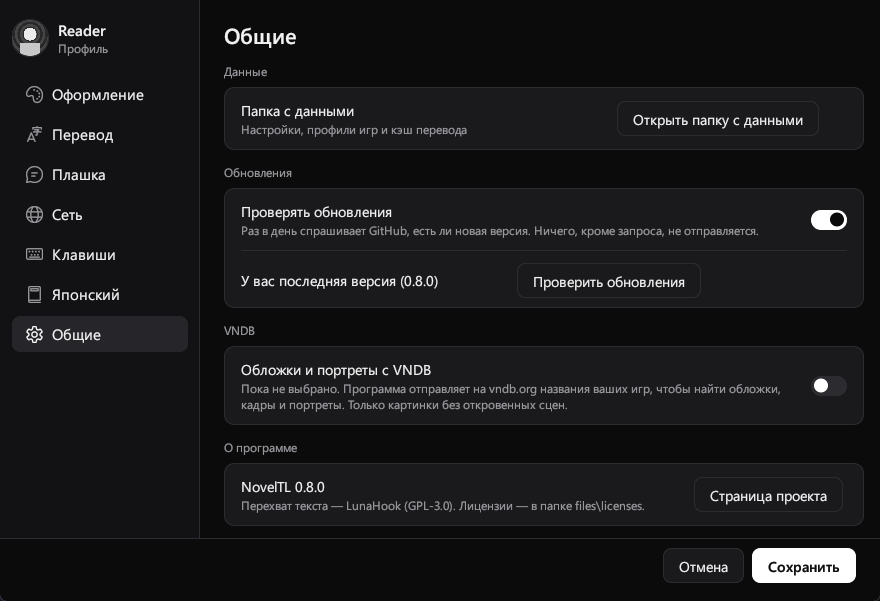 Reader
Профиль
Оформление
Перевод
Плашка
Сеть
Клавиши
Японский
Общие
Общие
Данные
Папка с данными
Настройки, профили игр и кэш перевода
Открыть папку с данными
Обновления
Проверять обновления
Раз в день спрашивает GitHub, есть ли новая версия. Ничего, кроме запроса, не отправляется.
У вас последняя версия (0.8.0)
Проверить обновления
VNDB
Обложки и портреты с VNDB
Пока не выбрано. Программа отправляет на vndb.org названия ваших игр, чтобы найти обложки,
кадры и портреты. Только картинки без откровенных сцен.
О программе
NovelTL 0.8.0
Перехват текста — LunaHook (GPL-3.0). Лицензии — в папке files\licenses.
Страница проекта
Отмена
Сохранить